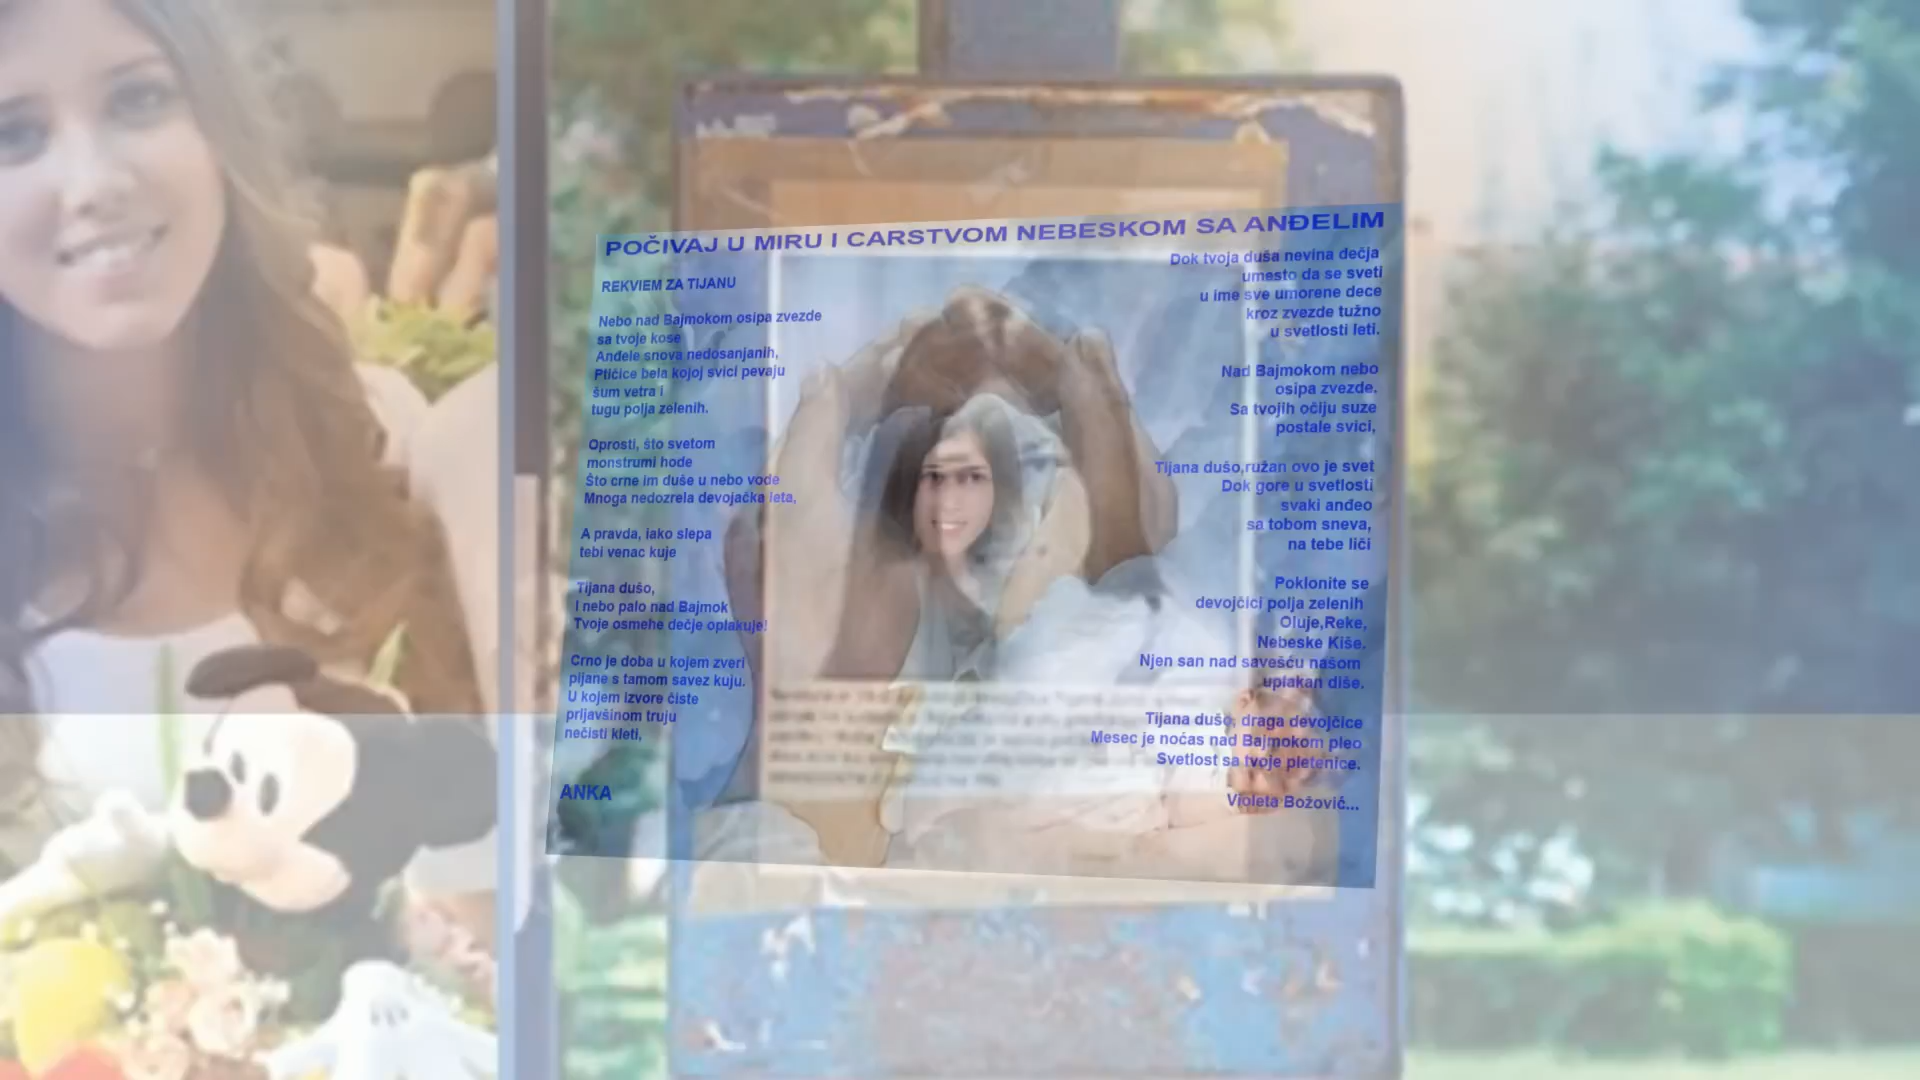 POČIVAJ U MIRU I CARSTVOM NEBESKOM SA ANĐELIM
REKVIEM ZA TIJANU
Nebo nad Bajmokom osipa zvezde
sa tvoje kose
Anđele snova nedosanjanih,
Ptičice bela kojoj svici pevaju
šum vetra i
tugu polja zelenih.
Oprosti, što svetom
monstrumi hode
Što crne im duše u nebo vode
Mnoga nedozrela devojačka leta,
A pravda, iako slepa
tebi venac kuje
Tijana dušo,
I nebo palo nad Bajmok
Tvoje osmehe dečje oplakuje!
Crno je doba u kojem zveri
pijane s tamom savez kuju.
U kojem izvore čiste
prljavšinom truju
nečisti kleti,
ANKA
Dok tvoja duša nevina dečja
umesto da se sveti
u ime sve umorene dece
kroz zvezde tužno
u svetlosti leti.
Nad Bajmokom nebo
osipa zvezde.
Sa tvojih očiju suze
postale svici,
Tijana dušo,ružan ovo je svet
Dok gore u svetlosti
svaki anđeo
sa tobom sneva,
na tebe liči
Poklonite se
devojčici polja zelenih
Oluje,Reke,
Nebeske Kiše.
Njen san nad savešću našom
uplakan diše.
Tijana dušo, draga devojčice
Mesec je noćas nad Bajmokom pleo
Svetlost sa tvoje pletenice.
Violeta Božović...